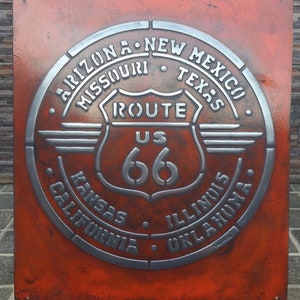 ARIZONA • NEW MEXICO
MISSOURI • TEXAS
ROUTE
US
66
KANSAS • ILLINOIS
CALIFORNIA • OKLAHOMA